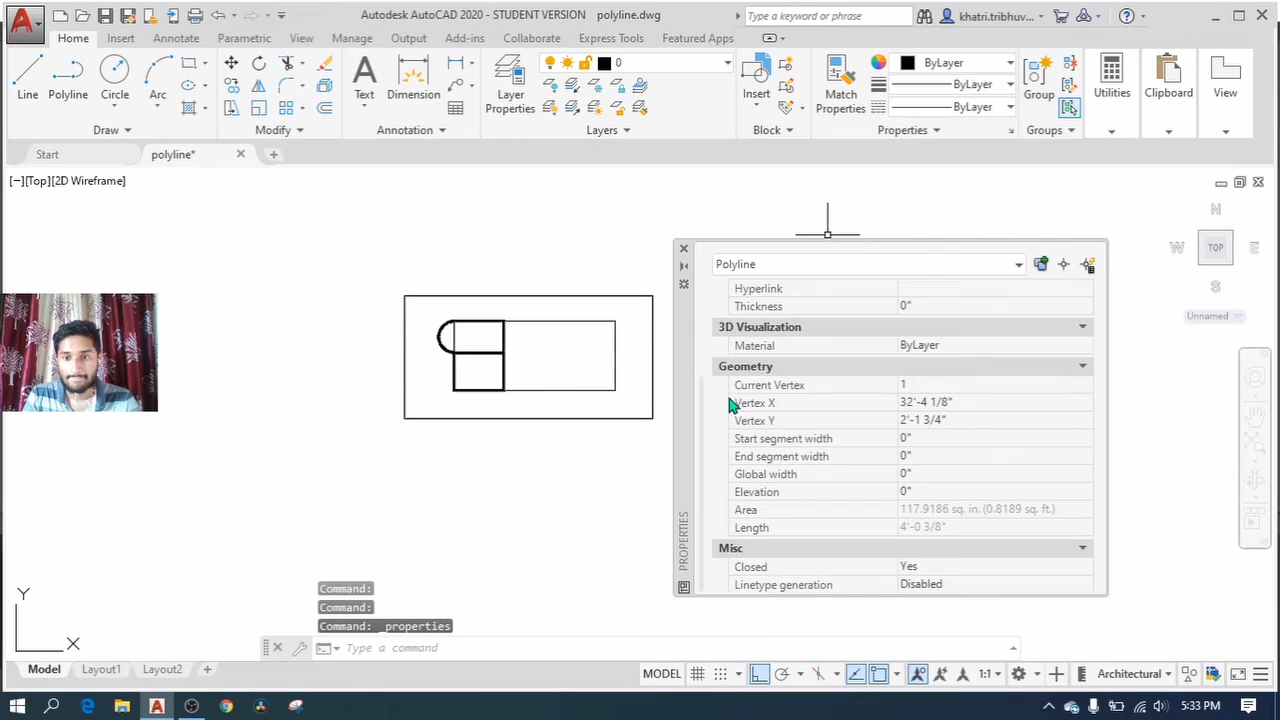 Autodesk AutoCAD 2020 - STUDENT VERSION polyline.dwg
Type a keyword or phrase
khatri.tribhuv...
Home Insert Annotate Parametric View Manage Output Add-ins Collaborate Express Tools Featured Apps
Line Polyline Circle Arc
Text Dimension
Layer Properties
0
Insert
Match Properties
ByLayer
ByLayer
ByLayer
Group
Utilities
Clipboard
View
Draw Modify Annotation Layers Block Properties Groups
Start polyline*
[−][Top][2D Wireframe]
N
W TOP E
S
Unnamed
Polyline
Hyperlink
Thickness 0"
3D Visualization
Material ByLayer
Geometry
Current Vertex 1
Vertex X 32'-4 1/8"
Vertex Y 2'-1 3/4"
Start segment width 0"
End segment width 0"
Global width 0"
Elevation 0"
Area 117.9186 sq. in. (0.8189 sq. ft.)
Length 4'-0 3/8"
Misc
Closed Yes
Linetype generation Disabled
PROPERTIES
Y
X
Command:
Command:
Command: _properties
Type a command
Model Layout1 Layout2 +
MODEL 1:1 Architectural
5:33 PM